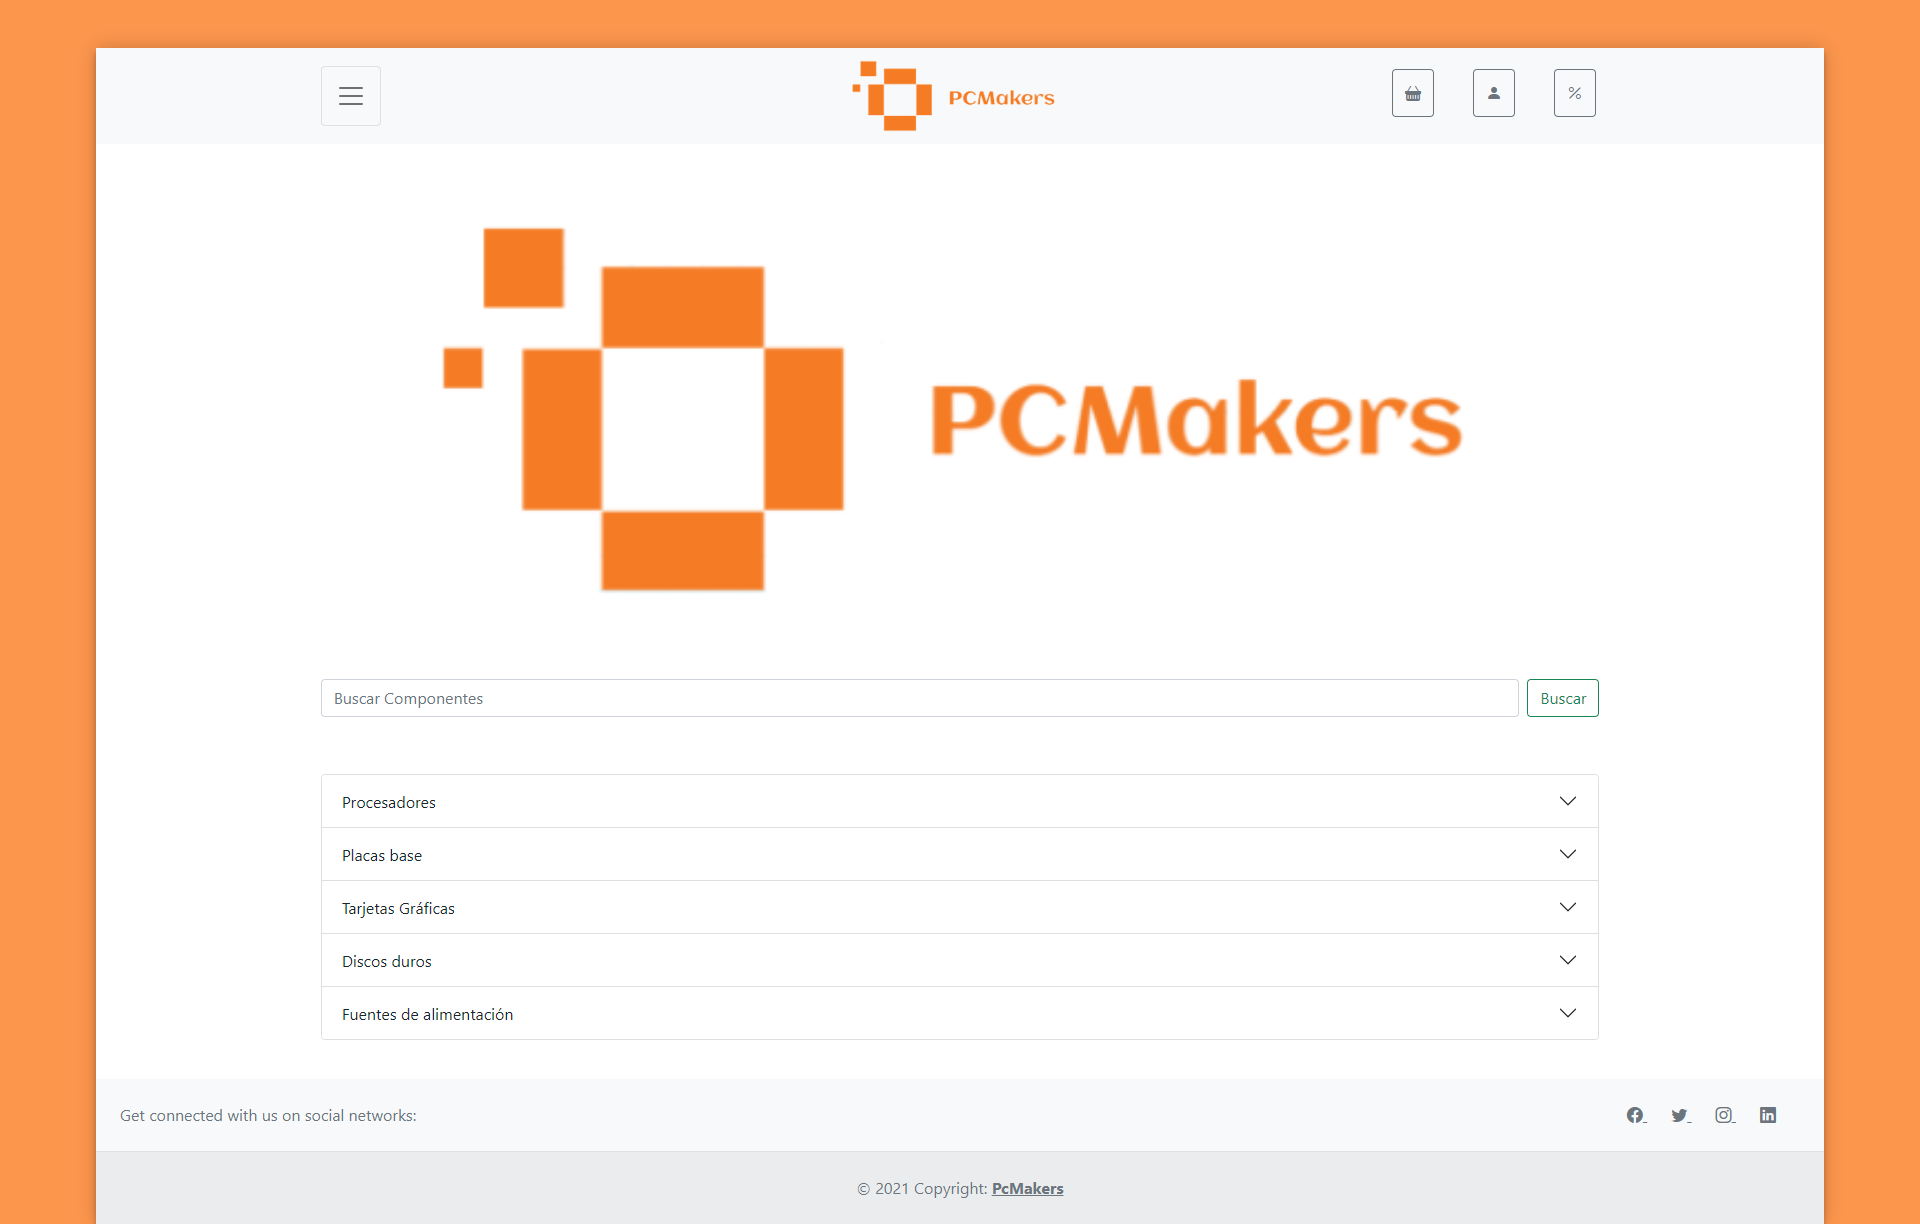 PCMakers
%
PCMakers
Buscar Componentes
Buscar
Procesadores
Placas base
Tarjetas Gráficas
Discos duros
Fuentes de alimentación
Get connected with us on social networks:
© 2021 Copyright: PcMakers